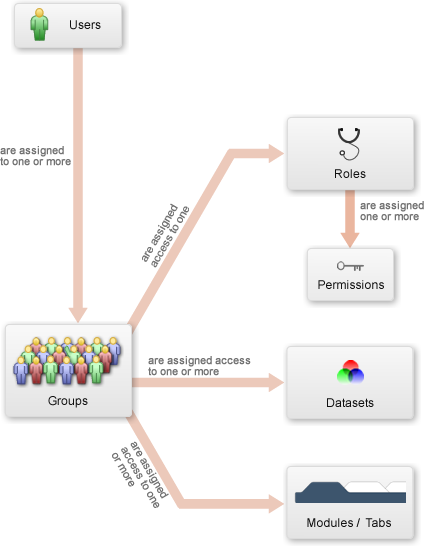 Users
are assigned
to one or more
are assigned
access to one
Roles
are assigned
one or more
Permissions
are assigned access
to one or more
Groups
Datasets
are assigned
access to one
or more
Modules / Tabs